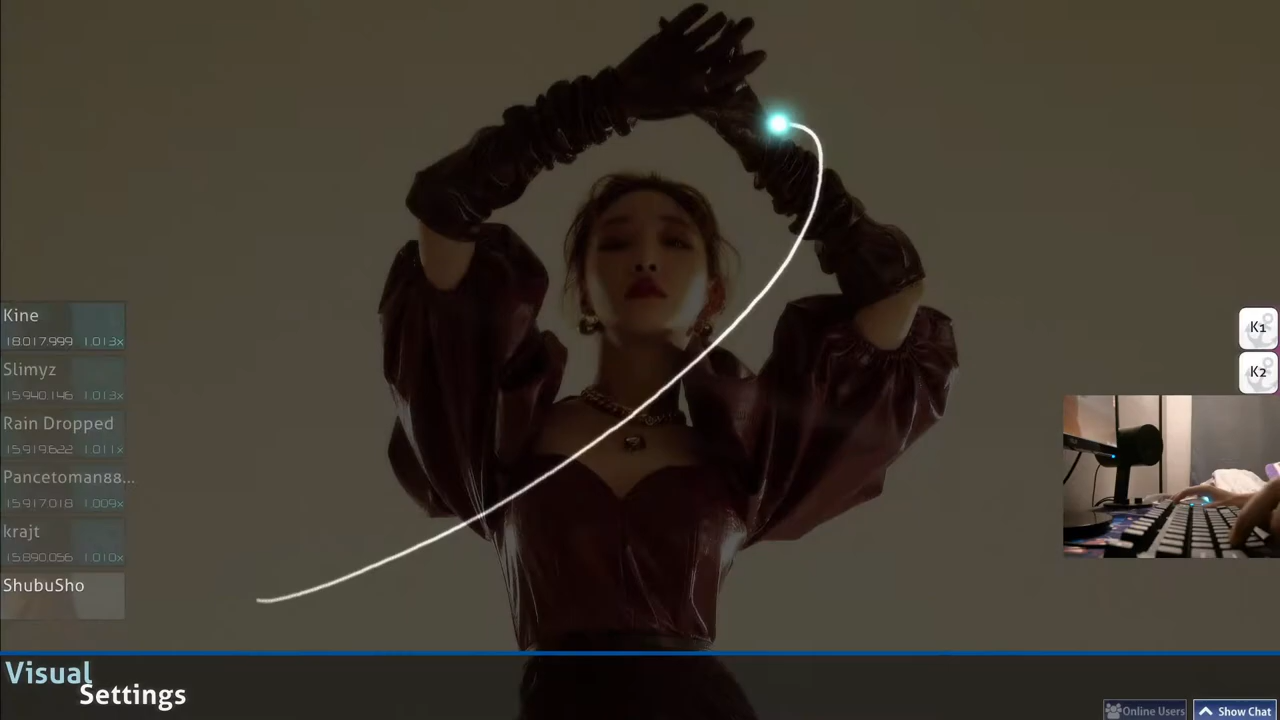 Kine
18.017.999 1.013x
Slimyz
15.940.146 1.013x
Rain Dropped
15.919.622 1.011x
Pancetoman88...
15.917.018 1.009x
krajt
15.890.056 1.010x
ShubuSho
K1
K2
Visual
Settings
Online Users
Show Chat